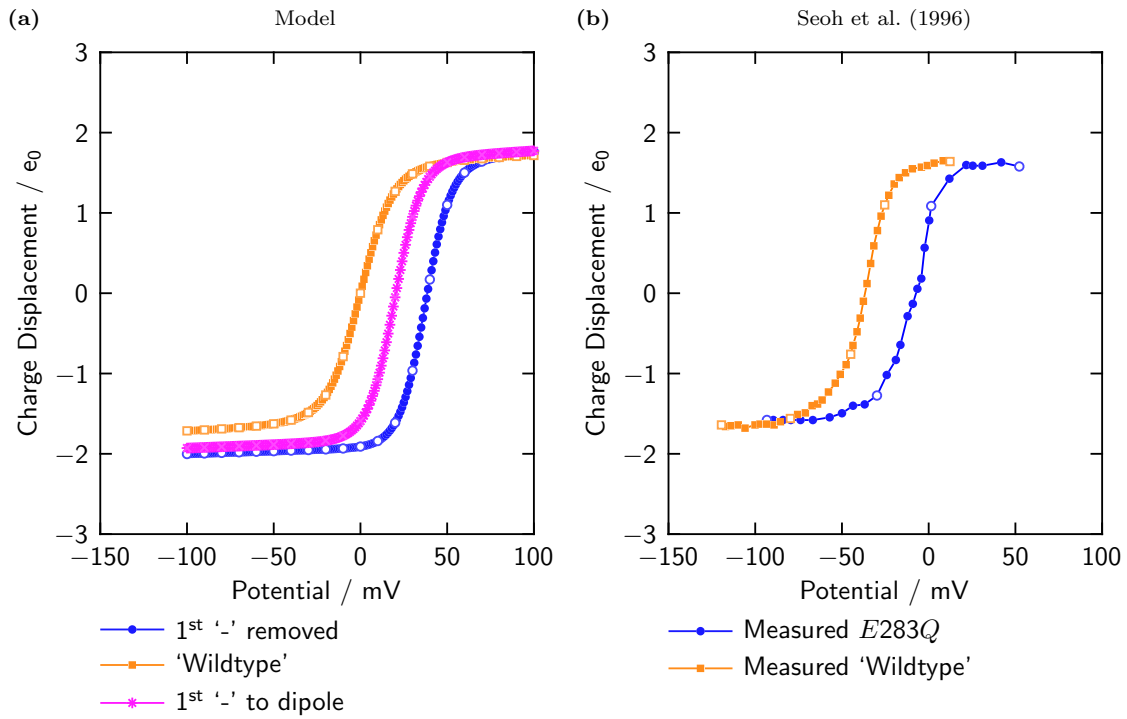 (a) Model
3
2
1
0
−1
−2
−3
−150 −100 −50 0 50 100
Charge Displacement / e0
Potential / mV
1st ‘-’ removed
‘Wildtype’
1st ‘-’ to dipole
(b) Seoh et al. (1996)
3
2
1
0
−1
−2
−3
−150 −100 −50 0 50 100
Charge Displacement / e0
Potential / mV
Measured E283Q
Measured ‘Wildtype’